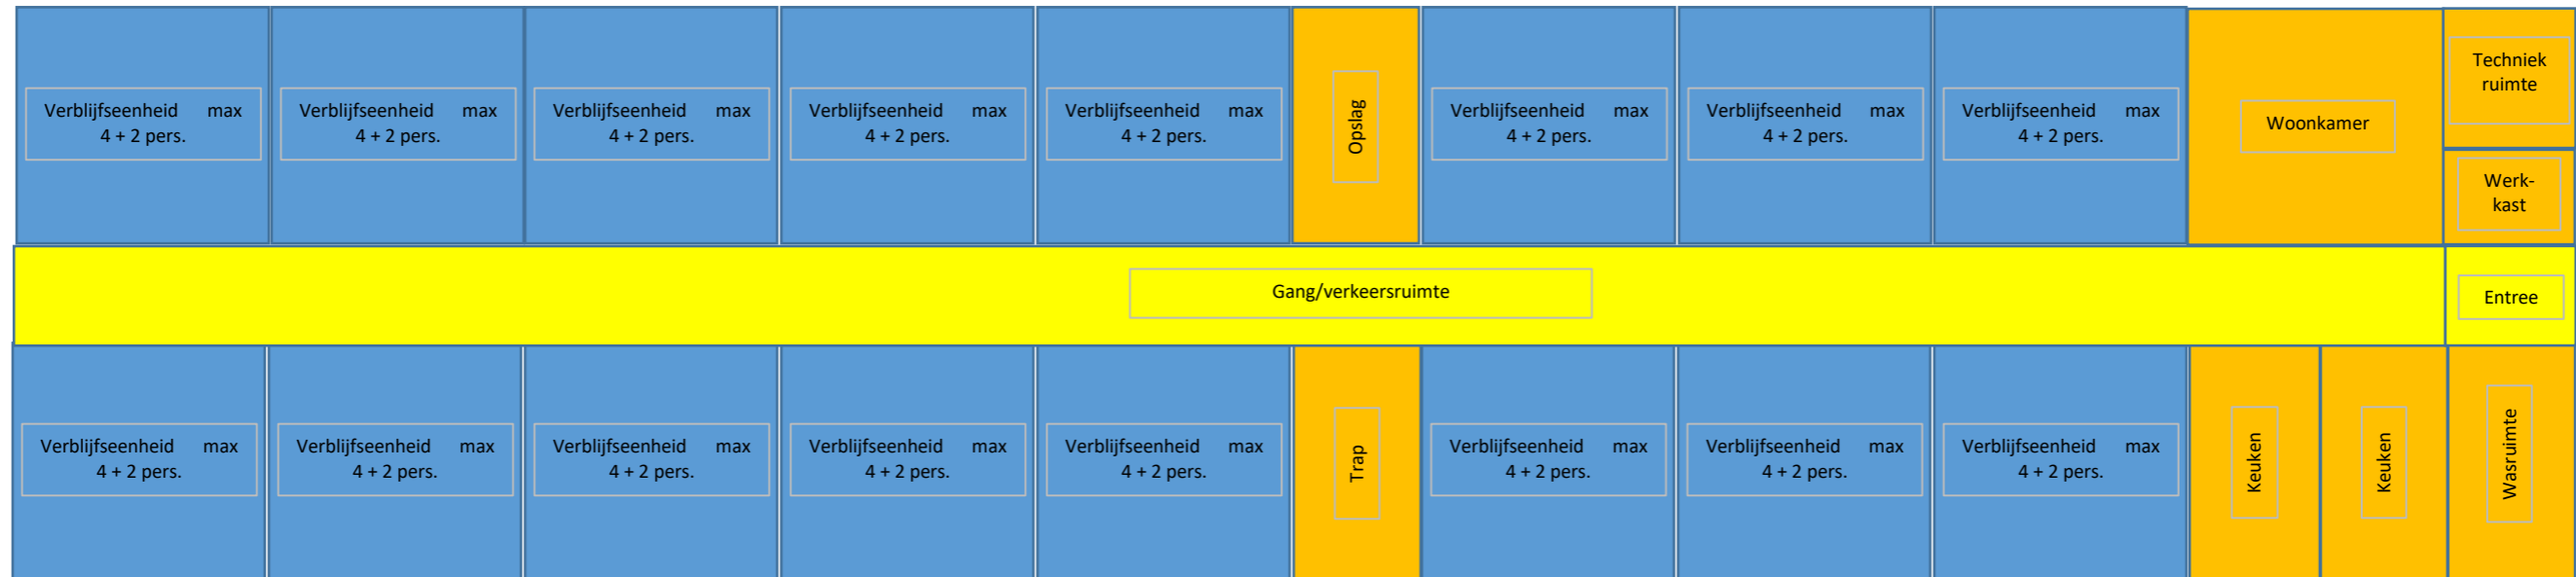 Verblijfseenheid max
4 + 2 pers.
Verblijfseenheid max
4 + 2 pers.
Verblijfseenheid max
4 + 2 pers.
Verblijfseenheid max
4 + 2 pers.
Verblijfseenheid max
4 + 2 pers.
Opslag
Verblijfseenheid max
4 + 2 pers.
Verblijfseenheid max
4 + 2 pers.
Verblijfseenheid max
4 + 2 pers.
Woonkamer
Techniek
ruimte
Werk-
kast
Gang/verkeersruimte
Entree
Verblijfseenheid max
4 + 2 pers.
Verblijfseenheid max
4 + 2 pers.
Verblijfseenheid max
4 + 2 pers.
Verblijfseenheid max
4 + 2 pers.
Verblijfseenheid max
4 + 2 pers.
Trap
Verblijfseenheid max
4 + 2 pers.
Verblijfseenheid max
4 + 2 pers.
Verblijfseenheid max
4 + 2 pers.
Keuken
Keuken
Wasruimte